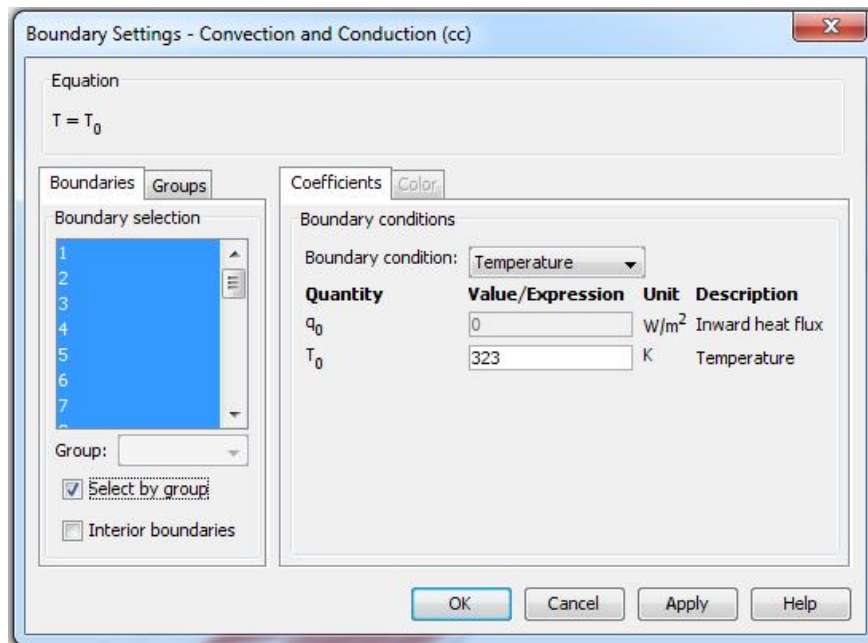 Boundary Settings - Convection and Conduction (cc)
Equation
T = T₀
Boundaries Groups
Boundary selection
1
2
3
4
5
6
7
Group:
Select by group
Interior boundaries
Coefficients Color
Boundary conditions
Boundary condition: Temperature
Quantity Value/Expression Unit Description
q₀ 0 W/m² Inward heat flux
T₀ 323 K Temperature
OK Cancel Apply Help